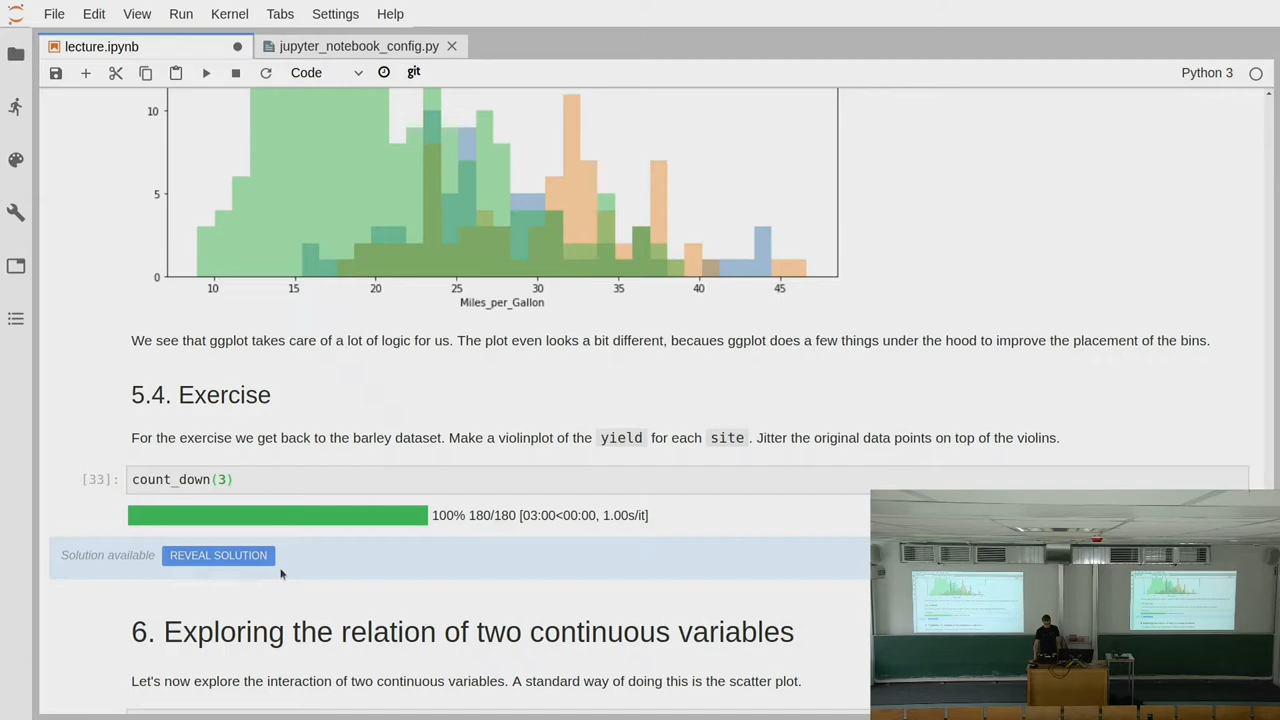 File Edit View Run Kernel Tabs Settings Help
lecture.ipynb jupyter_notebook_config.py
Code git Python 3
10
5
0
10 15 20 25 30 35 40 45
Miles_per_Gallon
We see that ggplot takes care of a lot of logic for us. The plot even looks a bit different, becaues ggplot does a few things under the hood to improve the placement of the bins.
5.4. Exercise
For the exercise we get back to the barley dataset. Make a violinplot of the yield for each site. Jitter the original data points on top of the violins.
[33]: count_down(3)
100% 180/180 [03:00<00:00, 1.00s/it]
Solution available REVEAL SOLUTION
6. Exploring the relation of two continuous variables
Let's now explore the interaction of two continuous variables. A standard way of doing this is the scatter plot.